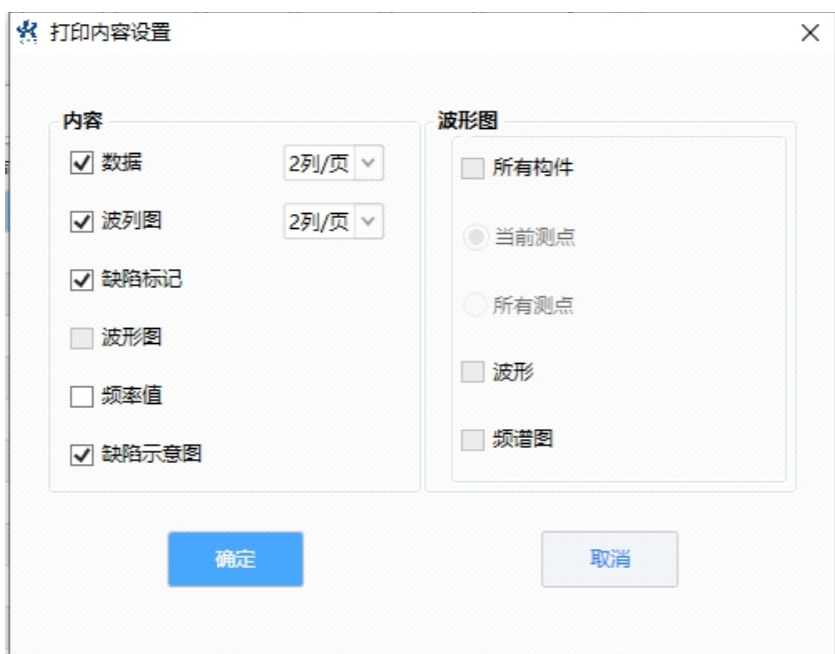 打印内容设置
内容
数据 2列/页
波列图 2列/页
缺陷标记
波形图
频率值
缺陷示意图
波形图
所有构件
当前测点
所有测点
波形
频谱图
确定
取消